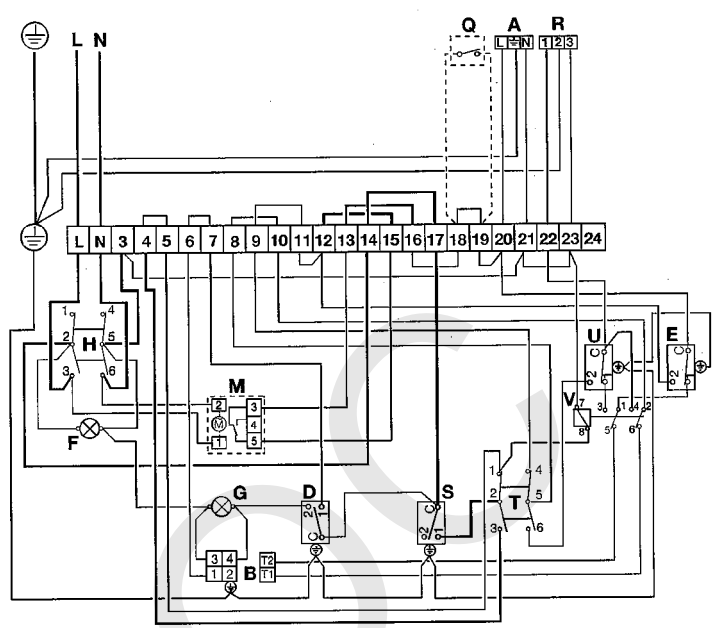 Q A R
L N
L N 1 2 3
L N 3 4 5 6 7 8 9 10 11 12 13 14 15 16 17 18 19 20 21 22 23 24
1 4
2 H 5
3 6
F
M
2 3
M 4
1 5
U E
C C
2 2
V 7 3 1 4 2
8 5 6
1 4
2 T 5
3 6
G D S
2 1 C
C 1
3 4 T2
1 2 B T1